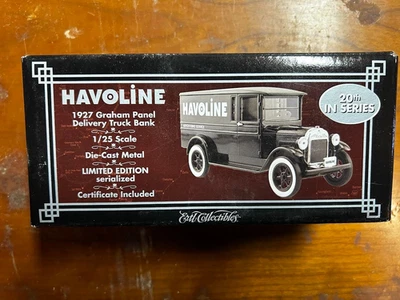 HAVOLINE
1927 Graham Panel
Delivery Truck Bank
1/25 Scale
Die-Cast Metal
LIMITED EDITION
serialized
Certificate Included
HAVOLINE
20th
IN SERIES
Ertl Collectibles